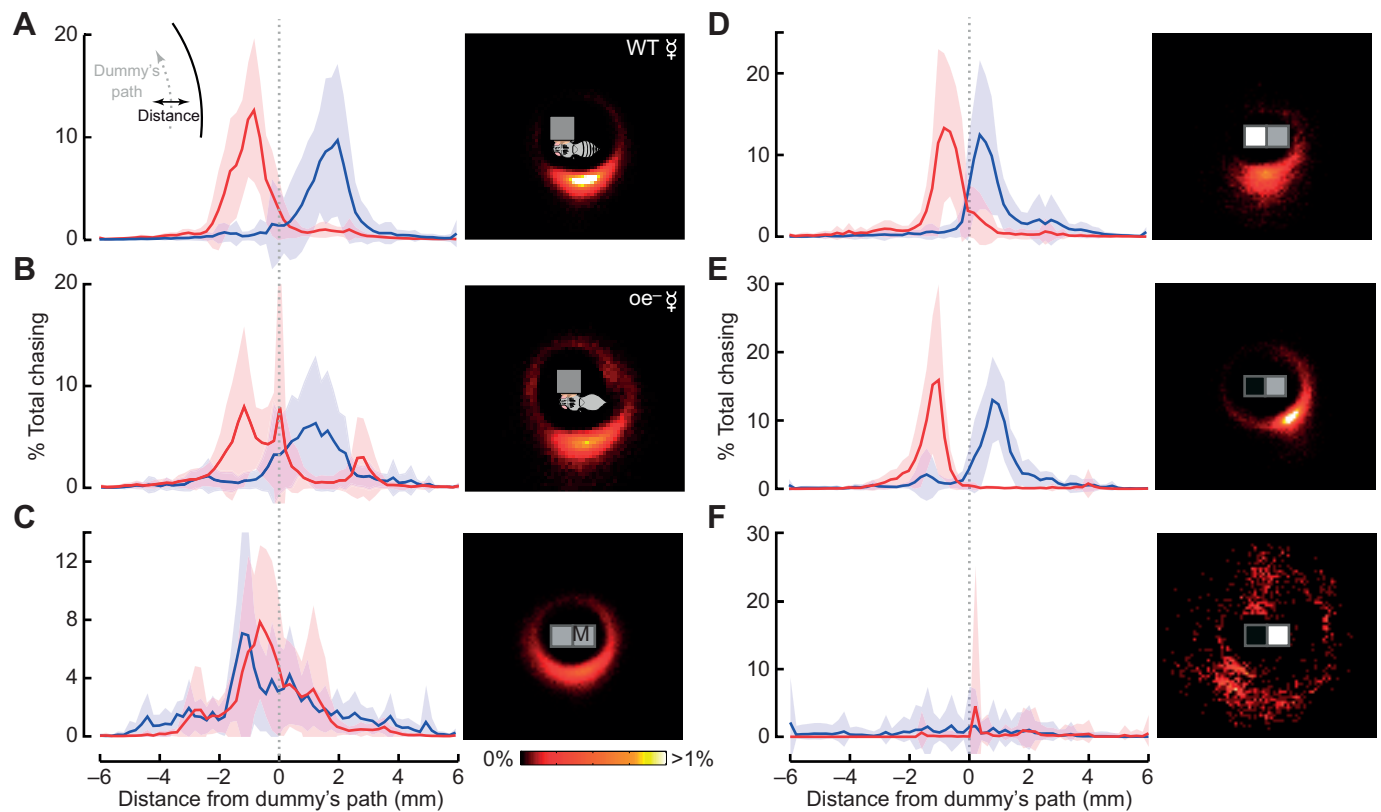 A
20
10
0
Dummy's
path
Distance
WT ☿
B
20
10
0
oe– ☿
C
12
8
4
0
M
–6 –4 –2 0 2 4 6
Distance from dummy's path (mm)
0% >1%
% Total chasing
D
20
10
0
E
30
20
10
0
F
30
20
10
0
–6 –4 –2 0 2 4 6
Distance from dummy's path (mm)
% Total chasing